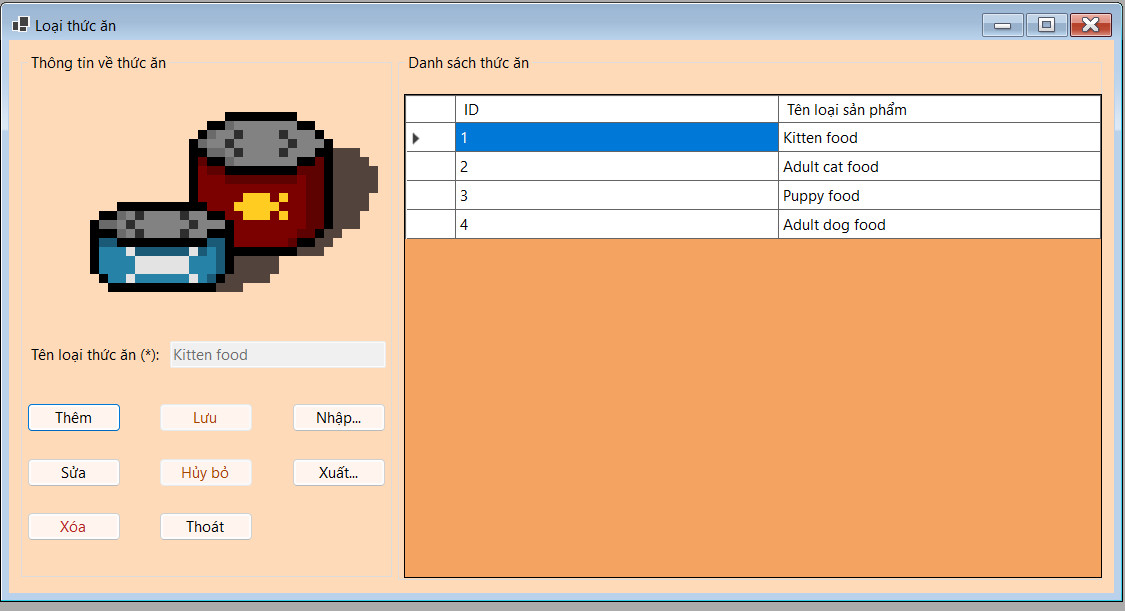 Loại thức ăn
Thông tin về thức ăn
Tên loại thức ăn (*): Kitten food
Thêm Lưu Nhập...
Sửa Hủy bỏ Xuất...
Xóa Thoát
Danh sách thức ăn
ID Tên loại sản phẩm
1 Kitten food
2 Adult cat food
3 Puppy food
4 Adult dog food